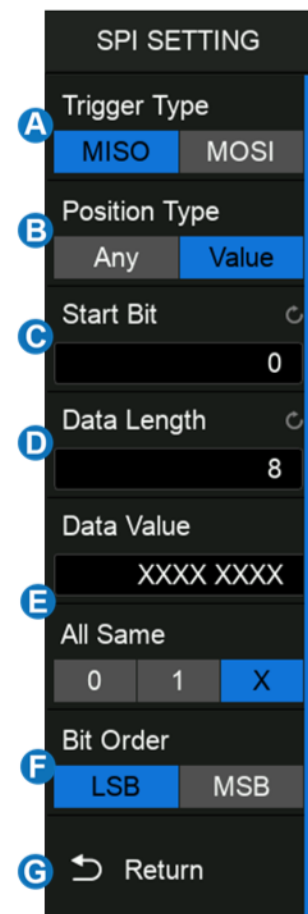 SPI SETTING
Trigger Type
A
MISO MOSI
Position Type
B
Any Value
Start Bit
C
0
Data Length
D
8
Data Value
XXXX XXXX
E
All Same
0 1 X
Bit Order
F
LSB MSB
G Return